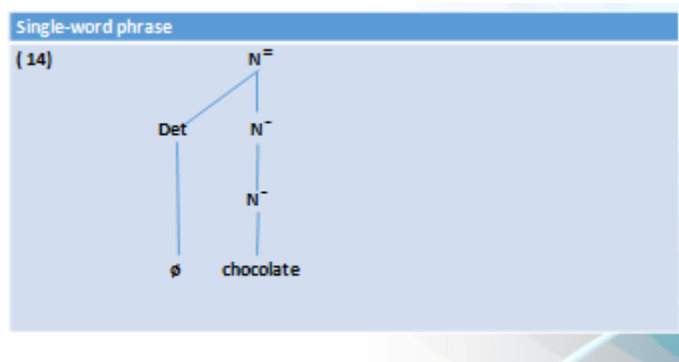 Single-word phrase
( 14) N⁼
Det N⁻
N⁻
ø chocolate